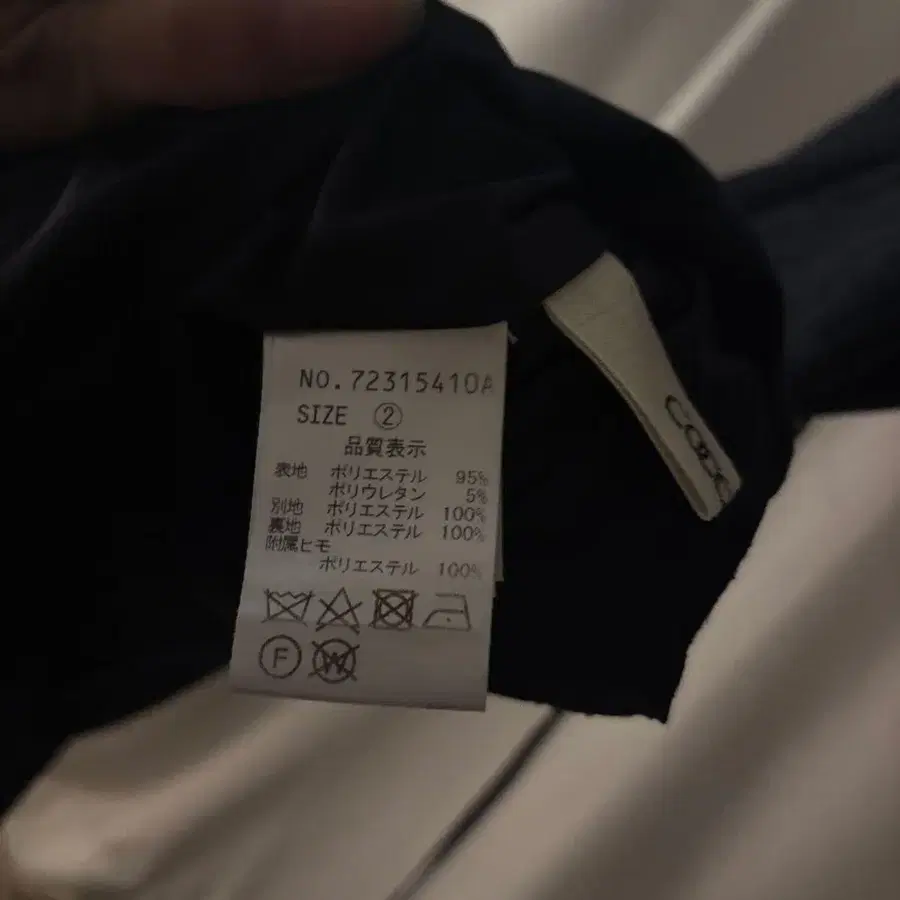 NO.72315410A
SIZE ②
品質表示
表地 ポリエステル 95%
ポリウレタン 5%
別地 ポリエステル 100%
裏地 ポリエステル 100%
附属ヒモ
ポリエステル 100%
F W